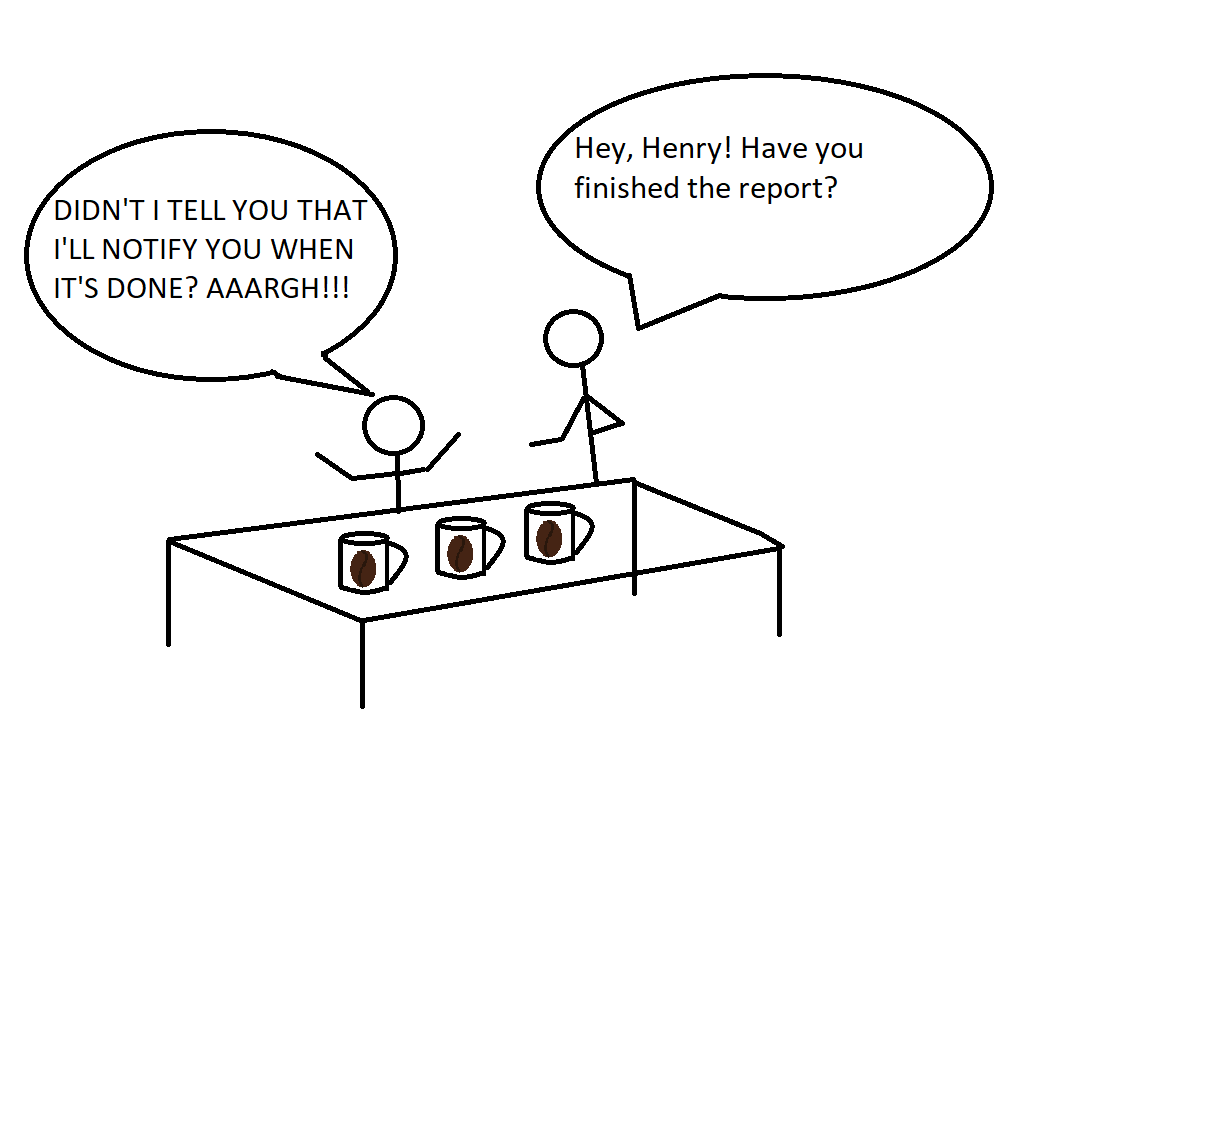 Hey, Henry! Have you
finished the report?
DIDN'T I TELL YOU THAT
I'LL NOTIFY YOU WHEN
IT'S DONE? AAARGH!!!